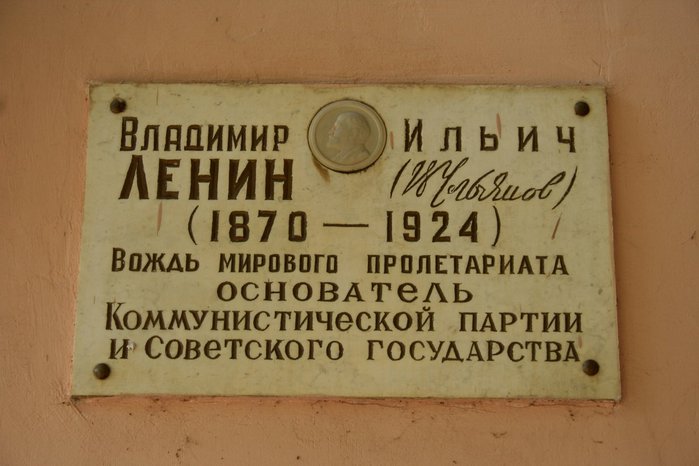 Владимир Ильич
ЛЕНИН (В Ульянов)
(1870 — 1924)
Вождь мирового пролетариата
основатель
Коммунистической партии
и Советского государства